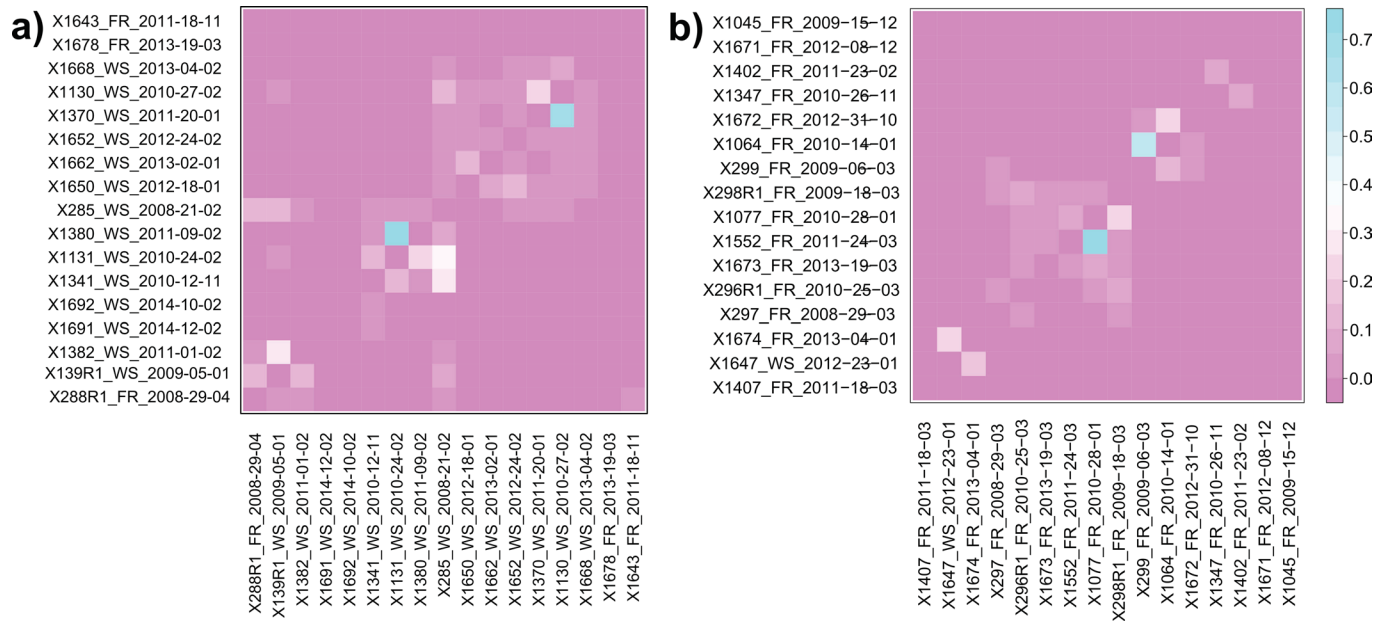 a)
X1643_FR_2011-18-11
X1678_FR_2013-19-03
X1668_WS_2013-04-02
X1130_WS_2010-27-02
X1370_WS_2011-20-01
X1652_WS_2012-24-02
X1662_WS_2013-02-01
X1650_WS_2012-18-01
X285_WS_2008-21-02
X1380_WS_2011-09-02
X1131_WS_2010-24-02
X1341_WS_2010-12-11
X1692_WS_2014-10-02
X1691_WS_2014-12-02
X1382_WS_2011-01-02
X139R1_WS_2009-05-01
X288R1_FR_2008-29-04
X288R1_FR_2008-29-04
X139R1_WS_2009-05-01
X1382_WS_2011-01-02
X1691_WS_2014-12-02
X1692_WS_2014-10-02
X1341_WS_2010-12-11
X1131_WS_2010-24-02
X1380_WS_2011-09-02
X285_WS_2008-21-02
X1650_WS_2012-18-01
X1662_WS_2013-02-01
X1652_WS_2012-24-02
X1370_WS_2011-20-01
X1130_WS_2010-27-02
X1668_WS_2013-04-02
X1678_FR_2013-19-03
X1643_FR_2011-18-11
b)
X1045_FR_2009−15−12
X1671_FR_2012−08−12
X1402_FR_2011−23−02
X1347_FR_2010−26−11
X1672_FR_2012−31−10
X1064_FR_2010−14−01
X299_FR_2009−06−03
X298R1_FR_2009−18−03
X1077_FR_2010−28−01
X1552_FR_2011−24−03
X1673_FR_2013−19−03
X296R1_FR_2010−25−03
X297_FR_2008−29−03
X1674_FR_2013−04−01
X1647_WS_2012−23−01
X1407_FR_2011−18−03
X1407_FR_2011−18−03
X1647_WS_2012−23−01
X1674_FR_2013−04−01
X297_FR_2008−29−03
X296R1_FR_2010−25−03
X1673_FR_2013−19−03
X1552_FR_2011−24−03
X1077_FR_2010−28−01
X298R1_FR_2009−18−03
X299_FR_2009−06−03
X1064_FR_2010−14−01
X1672_FR_2012−31−10
X1347_FR_2010−26−11
X1402_FR_2011−23−02
X1671_FR_2012−08−12
X1045_FR_2009−15−12
0.7
0.6
0.5
0.4
0.3
0.2
0.1
0.0